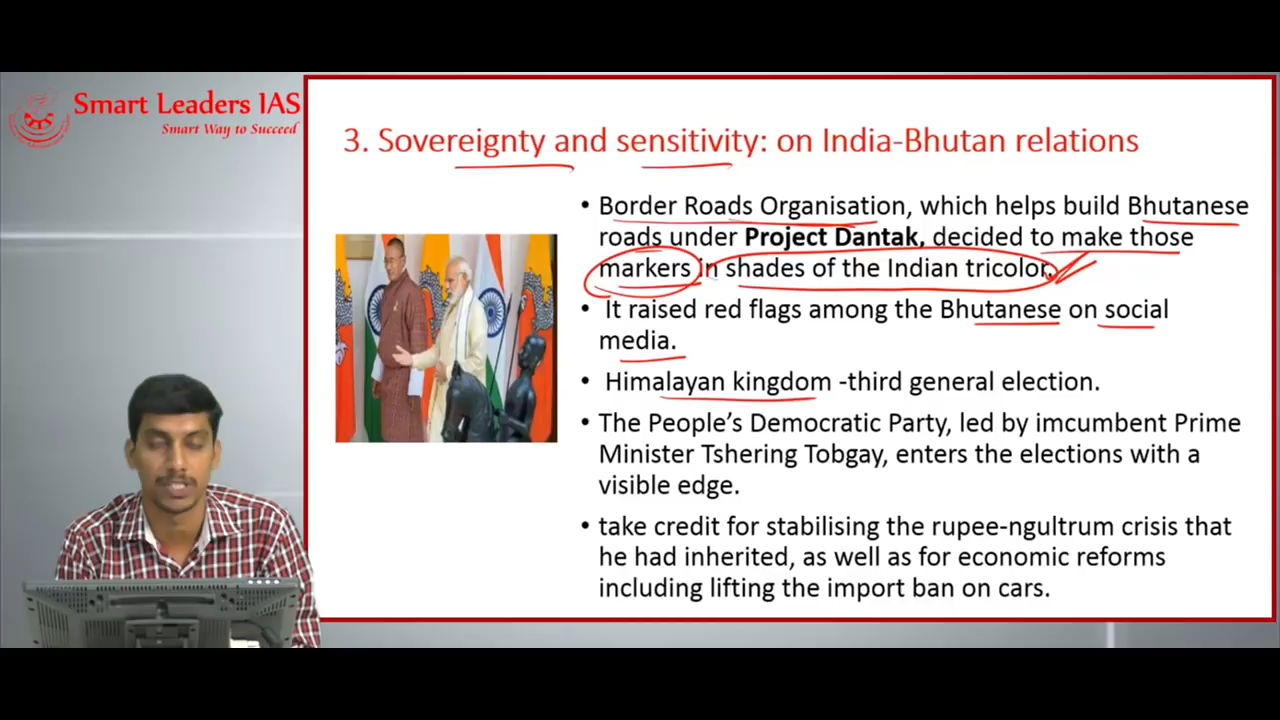 Smart Leaders IAS
Smart Way to Succeed
3. Sovereignty and sensitivity: on India-Bhutan relations
• Border Roads Organisation, which helps build Bhutanese
roads under Project Dantak, decided to make those
markers in shades of the Indian tricolor.
• It raised red flags among the Bhutanese on social
media.
• Himalayan kingdom -third general election.
• The People’s Democratic Party, led by imcumbent Prime
Minister Tshering Tobgay, enters the elections with a
visible edge.
• take credit for stabilising the rupee-ngultrum crisis that
he had inherited, as well as for economic reforms
including lifting the import ban on cars.